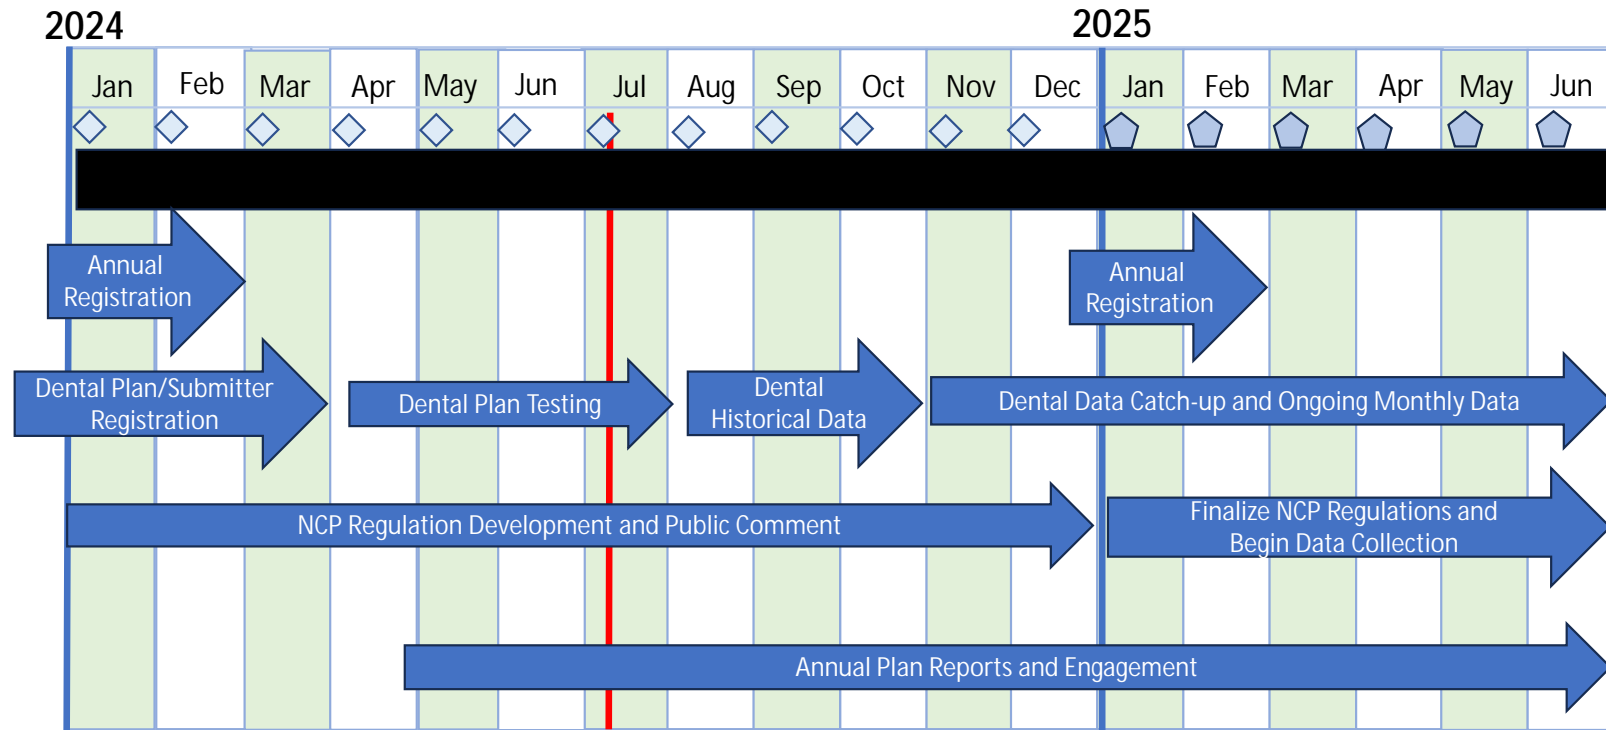 2024
2025
Jan Feb Mar Apr May Jun Jul Aug Sep Oct Nov Dec Jan Feb Mar Apr May Jun
Annual
Registration
Annual
Registration
Dental Plan/Submitter
Registration
Dental Plan Testing
Dental
Historical Data
Dental Data Catch-up and Ongoing Monthly Data
NCP Regulation Development and Public Comment
Finalize NCP Regulations and
Begin Data Collection
Annual Plan Reports and Engagement